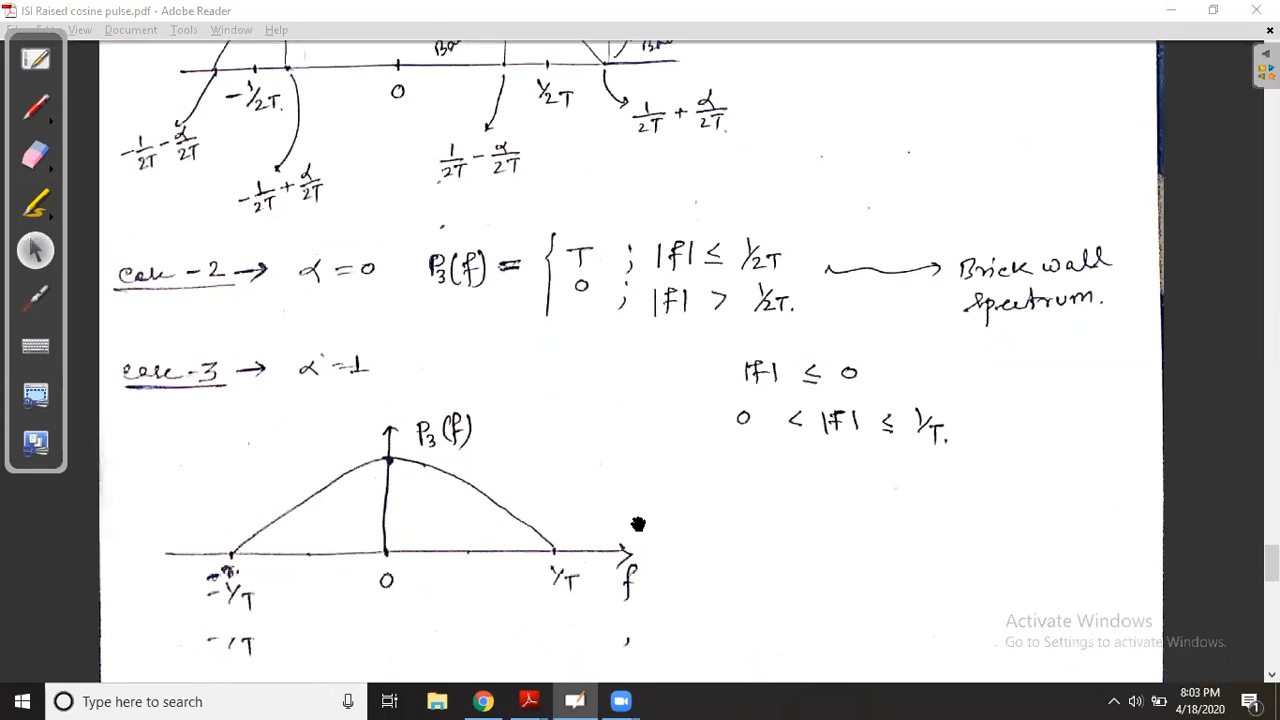 ISI Raised cosine pulse.pdf - Adobe Reader
File Edit View Document Tools Window Help
-1/2T. 0 1/2T
-1/2T - α/2T -1/2T + α/2T 1/2T - α/2T 1/2T + α/2T.
case-2 → α = 0 P₃(f) = { T ; |f| ≤ 1/2T
0 ; |f| > 1/2T.
Brick wall
spectrum.
case-3 → α = 1
|f| ≤ 0
0 < |f| ≤ 1/T.
P₃(f)
-1/T 0 1/T f
Activate Windows
Go to Settings to activate Windows.
Type here to search
8:03 PM
4/18/2020
1